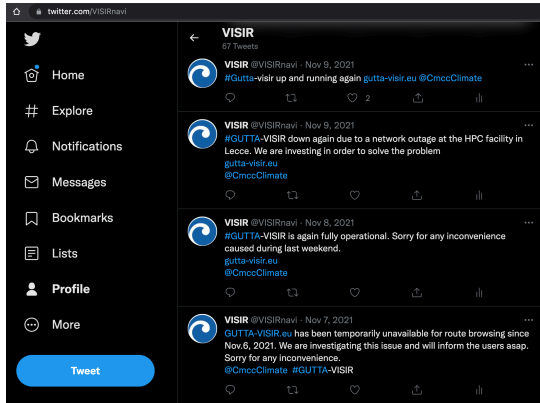 twitter.com/VISIRnavi
VISIR
67 Tweets
Home
Explore
Notifications
Messages
Bookmarks
Lists
Profile
More
Tweet
VISIR @VISIRnavi · Nov 9, 2021
#Gutta-visir up and running again gutta-visir.eu @CmccClimate
2
VISIR @VISIRnavi · Nov 9, 2021
#GUTTA-VISIR down again due to a network outage at the HPC facility in
Lecce. We are investing in order to solve the problem
gutta-visir.eu
@CmccClimate
VISIR @VISIRnavi · Nov 8, 2021
#GUTTA-VISIR is again fully operational. Sorry for any inconvenience
caused during last weekend.
gutta-visir.eu
@CmccClimate
VISIR @VISIRnavi · Nov 7, 2021
GUTTA-VISIR.eu has been temporarily unavailable for route browsing since
Nov.6, 2021. We are investigating this issue and will inform the users asap.
Sorry for any inconvenience.
@CmccClimate #GUTTA-VISIR